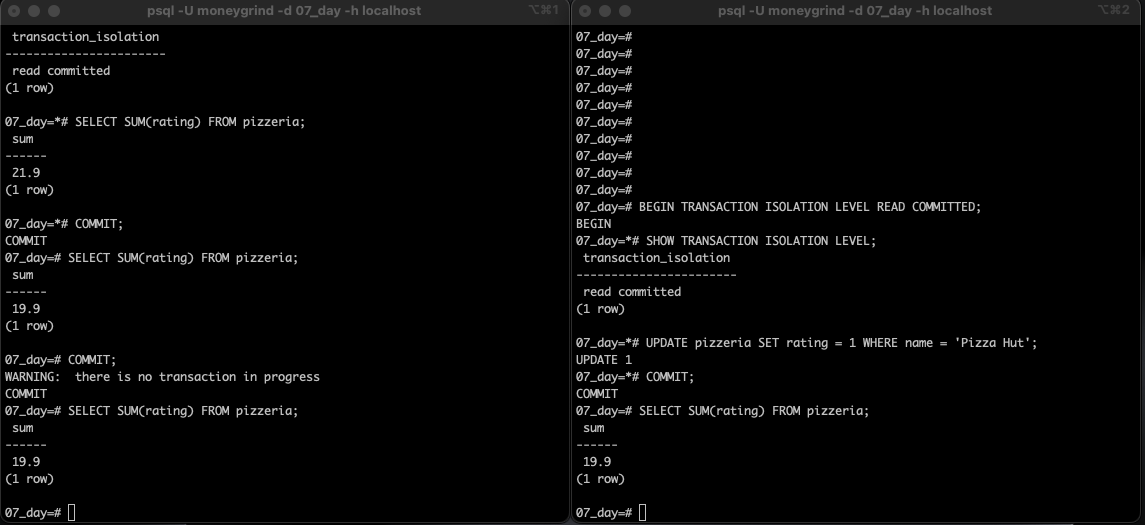 psql -U moneygrind -d 07_day -h localhost
⌥⌘1
transaction_isolation
-----------------------
read committed
(1 row)
07_day=*# SELECT SUM(rating) FROM pizzeria;
sum
------
21.9
(1 row)
07_day=*# COMMIT;
COMMIT
07_day=# SELECT SUM(rating) FROM pizzeria;
sum
------
19.9
(1 row)
07_day=# COMMIT;
WARNING:  there is no transaction in progress
COMMIT
07_day=# SELECT SUM(rating) FROM pizzeria;
sum
------
19.9
(1 row)
07_day=#
psql -U moneygrind -d 07_day -h localhost
⌥⌘2
07_day=#
07_day=#
07_day=#
07_day=#
07_day=#
07_day=#
07_day=#
07_day=#
07_day=#
07_day=#
07_day=# BEGIN TRANSACTION ISOLATION LEVEL READ COMMITTED;
BEGIN
07_day=*# SHOW TRANSACTION ISOLATION LEVEL;
transaction_isolation
-----------------------
read committed
(1 row)
07_day=*# UPDATE pizzeria SET rating = 1 WHERE name = 'Pizza Hut';
UPDATE 1
07_day=*# COMMIT;
COMMIT
07_day=# SELECT SUM(rating) FROM pizzeria;
sum
------
19.9
(1 row)
07_day=#